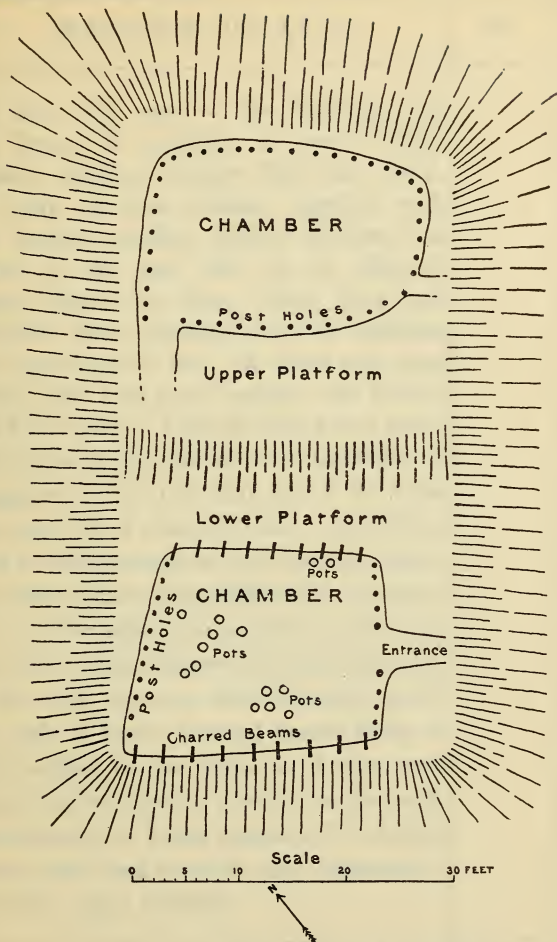 CHAMBER
Post Holes
Upper Platform
Lower Platform
Pots
CHAMBER
Post Holes
Pots
Entrance
Pots
Charred Beams
Scale
0 5 10 20 30 FEET
N